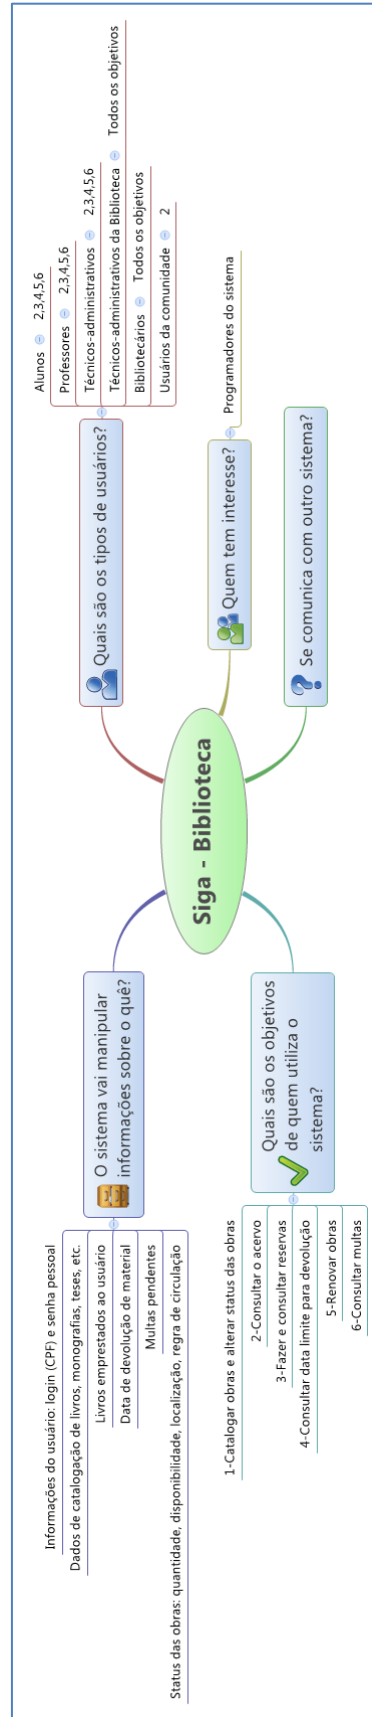 Siga - Biblioteca
O sistema vai manipular
informações sobre o quê?
Informações do usuário: login (CPF) e senha pessoal
Dados de catalogação de livros, monografias, teses, etc.
Livros emprestados ao usuário
Data de devolução de material
Multas pendentes
Status das obras: quantidade, disponibilidade, localização, regra de circulação
Quais são os objetivos
de quem utiliza o
sistema?
1-Catalogar obras e alterar status das obras
2-Consultar o acervo
3-Fazer e consultar reservas
4-Consultar data limite para devolução
5-Renovar obras
6-Consultar multas
Quais são os tipos de usuários?
Alunos 2,3,4,5,6
Professores 2,3,4,5,6
Técnicos-administrativos 2,3,4,5,6
Técnicos-administrativos da Biblioteca Todos os objetivos
Bibliotecários Todos os objetivos
Usuários da comunidade 2
Quem tem interesse?
Programadores do sistema
Se comunica com outro sistema?